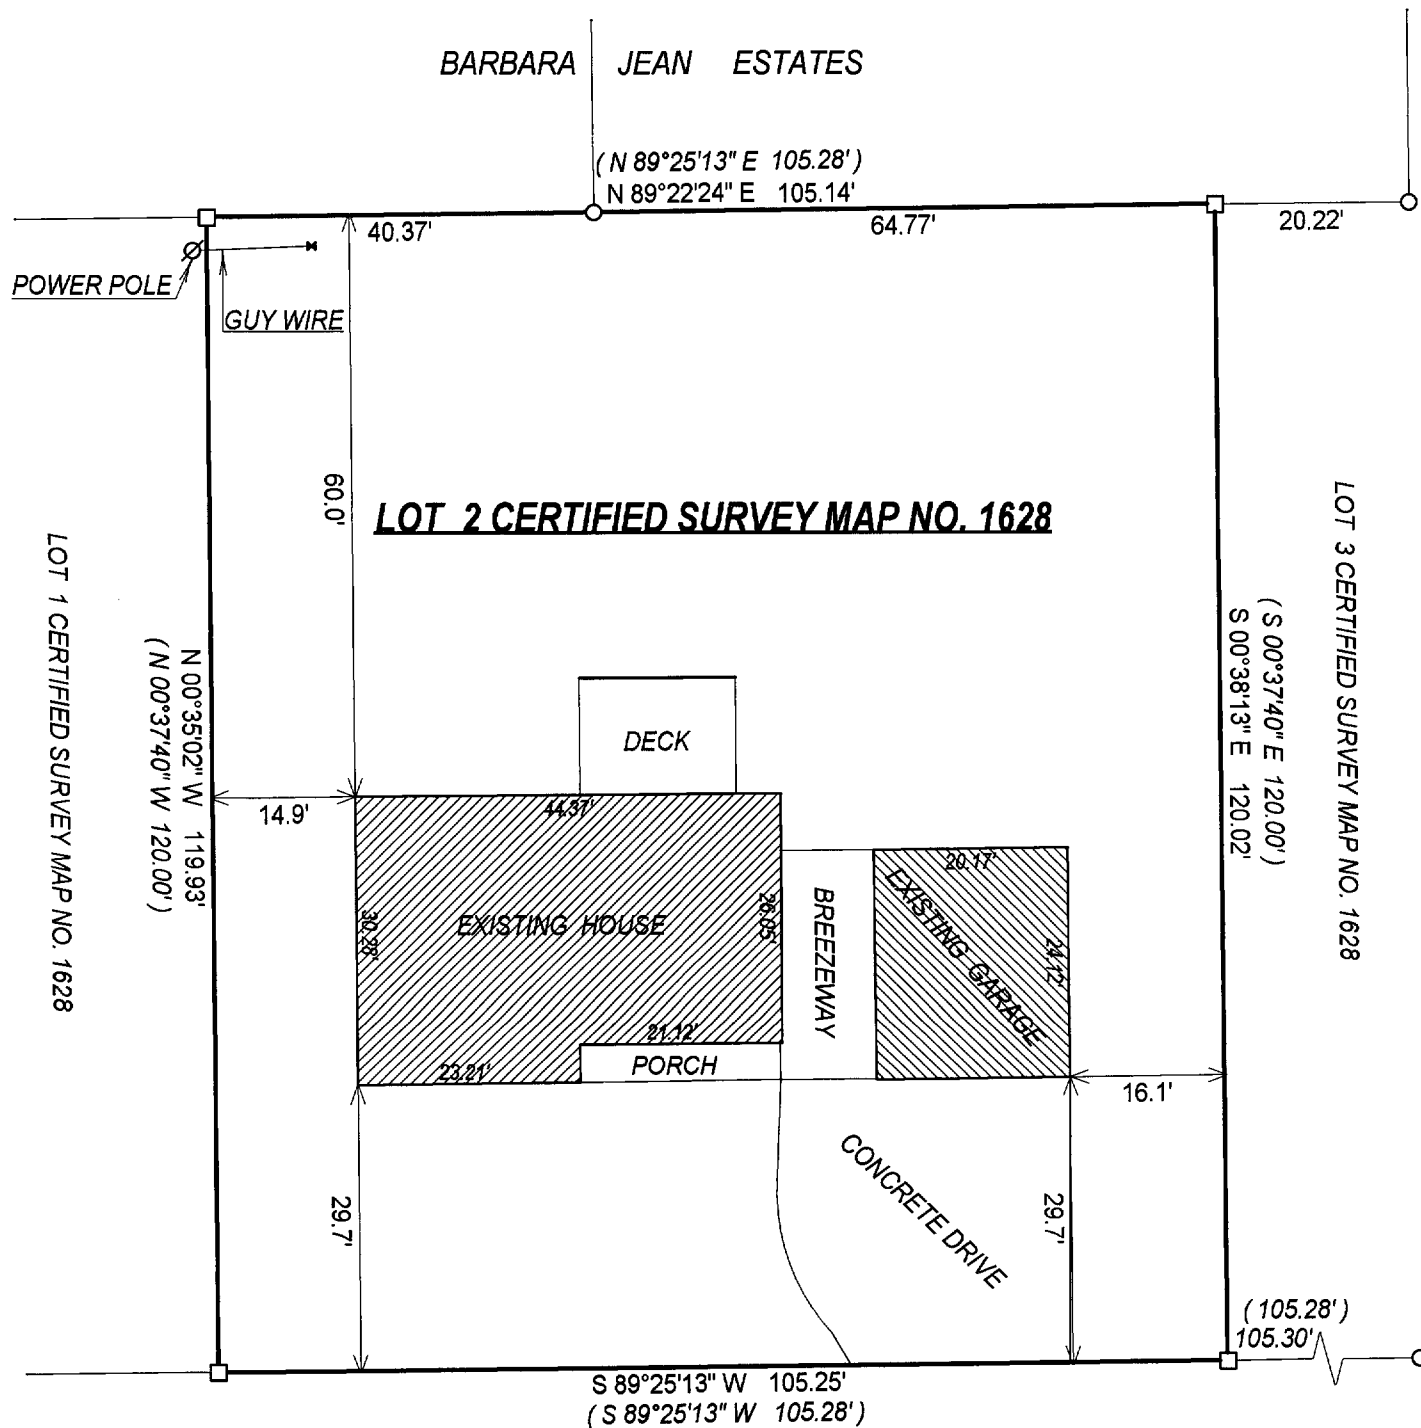 BARBARA JEAN ESTATES
( N 89°25'13" E 105.28' )
N 89°22'24" E 105.14'
40.37'
64.77'
20.22'
POWER POLE
GUY WIRE
60.0'
LOT 2 CERTIFIED SURVEY MAP NO. 1628
LOT 1 CERTIFIED SURVEY MAP NO. 1628
( N 00°37'40" W 120.00' )
N 00°35'02" W 119.93'
( S 00°37'40" E 120.00' )
S 00°38'13" E 120.02'
LOT 3 CERTIFIED SURVEY MAP NO. 1628
DECK
14.9'
44.37'
20.17'
30.28'
EXISTING HOUSE
26.05'
BREEZEWAY
EXISTING GARAGE
24.12'
21.12'
PORCH
23.21'
16.1'
29.7'
CONCRETE DRIVE
29.7'
( 105.28' )
105.30'
S 89°25'13" W 105.25'
( S 89°25'13" W 105.28' )